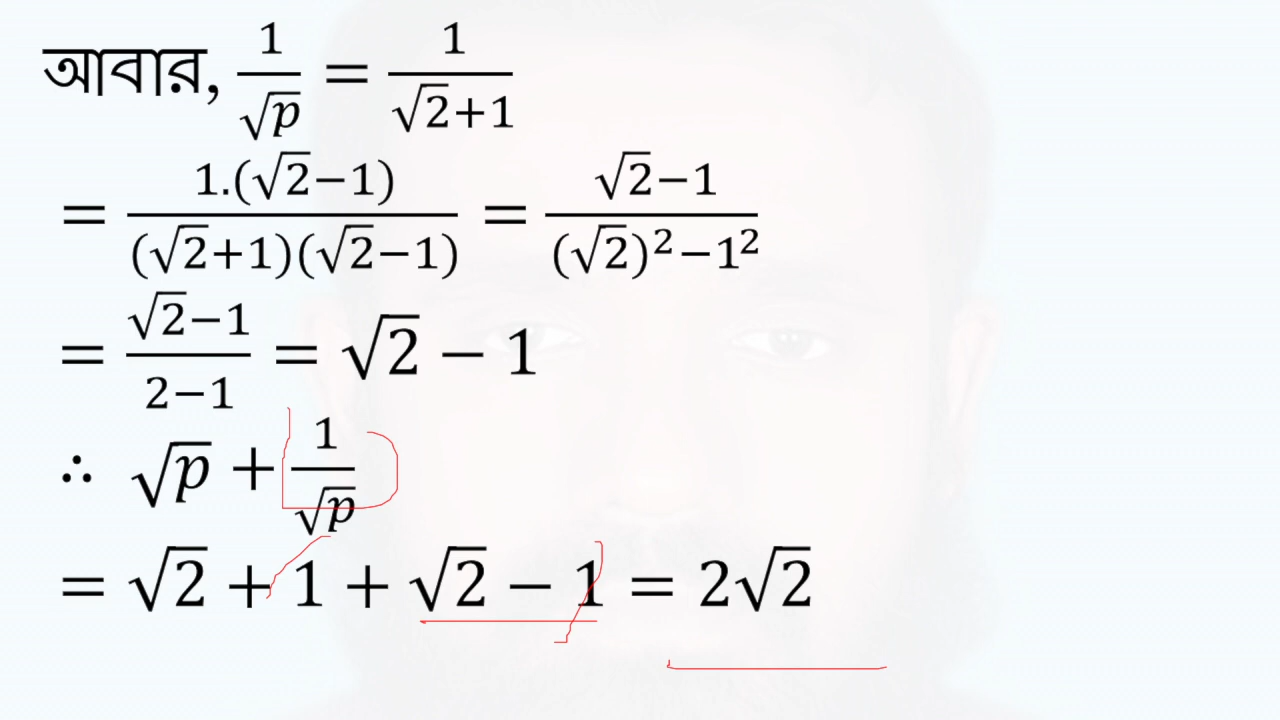 আবার, 1/√p = 1/(√2+1)
= 1.(√2−1)/((√2+1)(√2−1)) = (√2−1)/((√2)²−1²)
= (√2−1)/(2−1) = √2 − 1
∴ √p + 1/√p
= √2 + 1 + √2 − 1 = 2√2